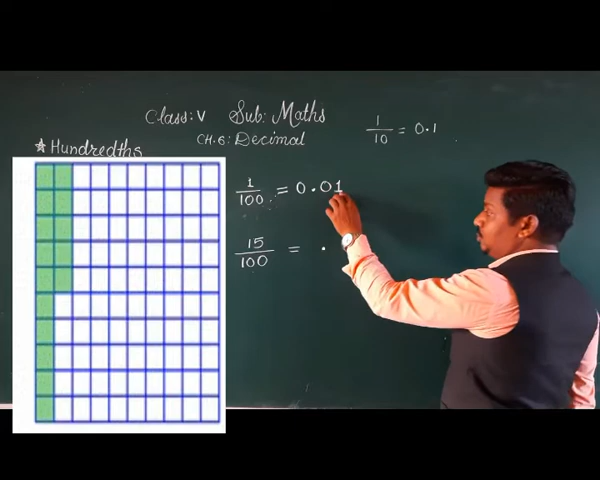 Class: V Sub: Maths
CH.6: Decimal
1/10 = 0.1
★ Hundredths
1/100 = 0.01
15/100 = .